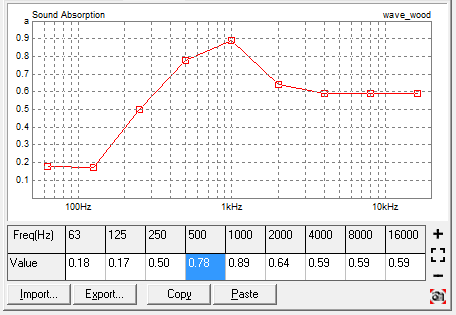 Sound Absorption wave_wood
a
0.9
0.8
0.7
0.6
0.5
0.4
0.3
0.2
0.1
100Hz 1kHz 10kHz
Freq(Hz) 63 125 250 500 1000 2000 4000 8000 16000
Value 0.18 0.17 0.50 0.78 0.89 0.64 0.59 0.59 0.59
Import... Export... Copy Paste